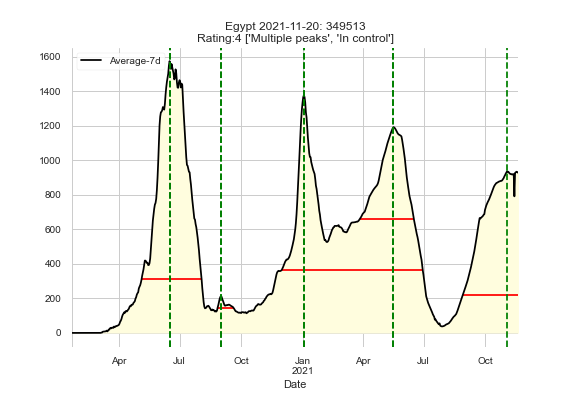 Egypt 2021-11-20: 349513
Rating:4 ['Multiple peaks', 'In control']
Average-7d
1600
1400
1200
1000
800
600
400
200
0
Apr
Jul
Oct
Jan
2021
Apr
Jul
Oct
Date